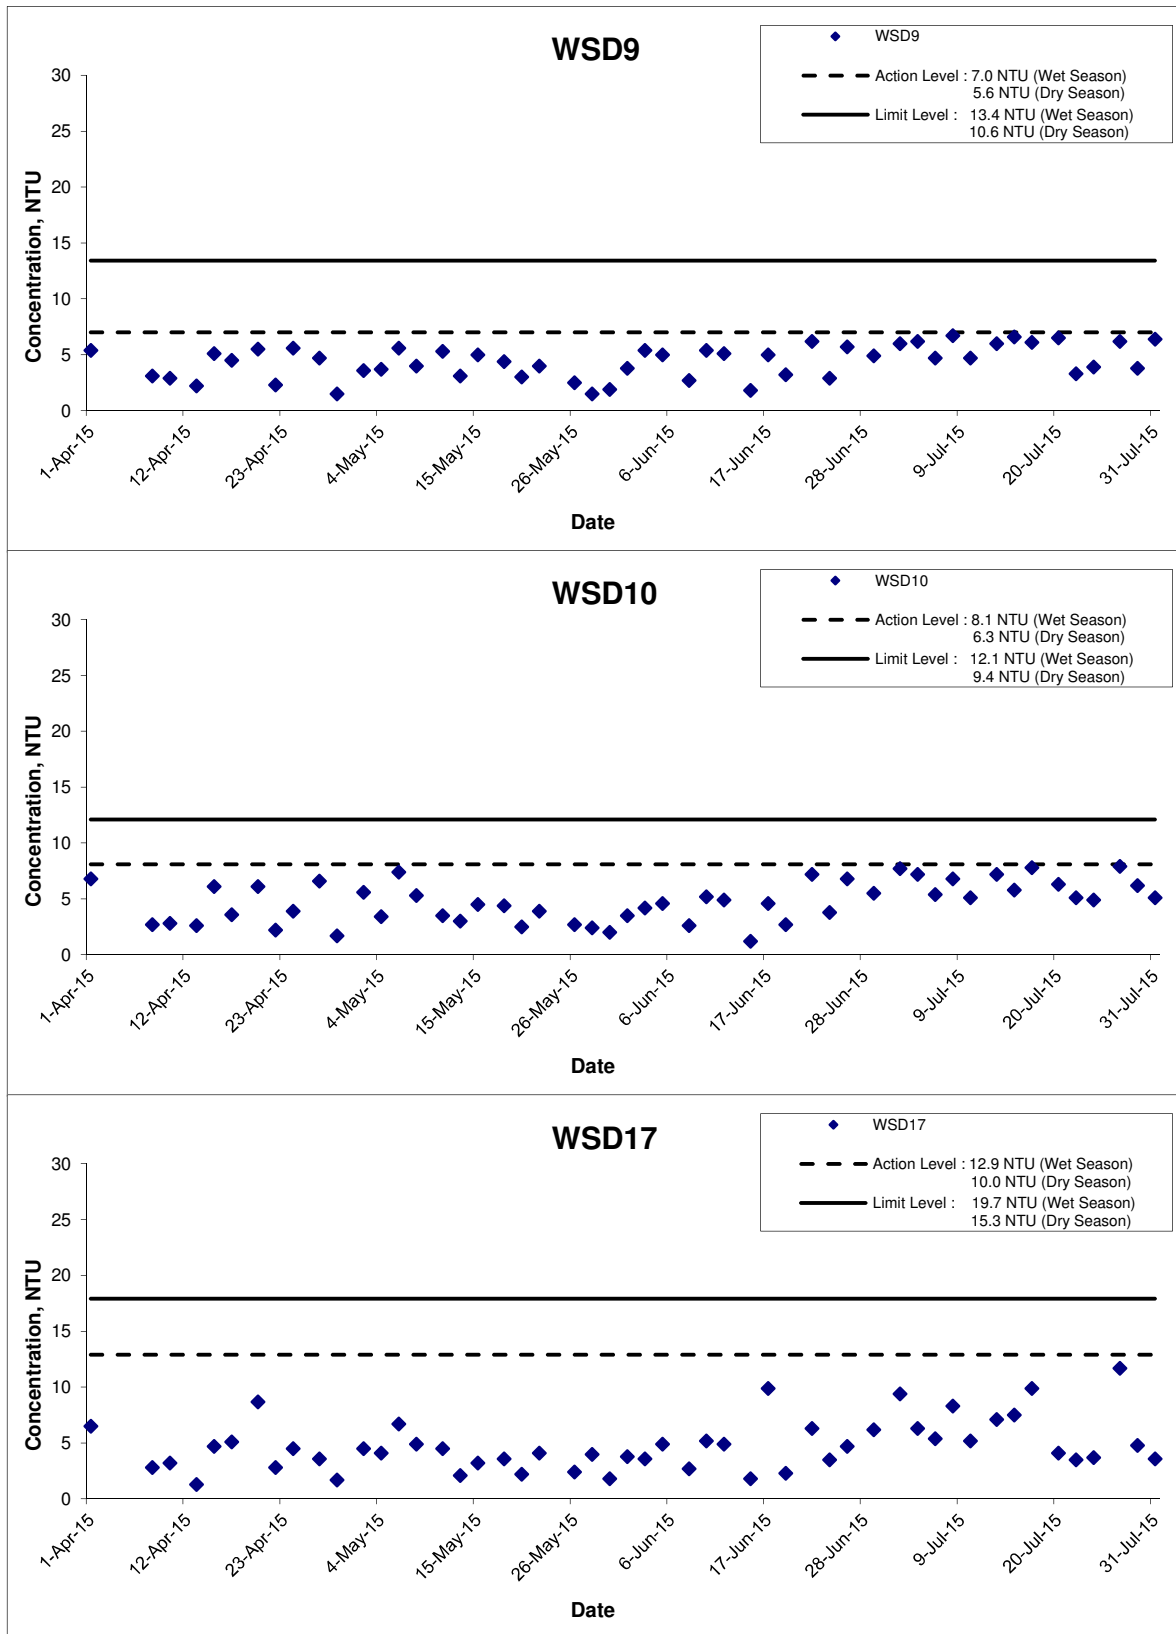 WSD9
WSD9
Action Level : 7.0 NTU (Wet Season)
5.6 NTU (Dry Season)
Limit Level : 13.4 NTU (Wet Season)
10.6 NTU (Dry Season)
Concentration, NTU
30
25
20
15
10
5
0
1-Apr-15
12-Apr-15
23-Apr-15
4-May-15
15-May-15
26-May-15
6-Jun-15
17-Jun-15
28-Jun-15
9-Jul-15
20-Jul-15
31-Jul-15
Date
WSD10
WSD10
Action Level : 8.1 NTU (Wet Season)
6.3 NTU (Dry Season)
Limit Level : 12.1 NTU (Wet Season)
9.4 NTU (Dry Season)
Concentration, NTU
30
25
20
15
10
5
0
1-Apr-15
12-Apr-15
23-Apr-15
4-May-15
15-May-15
26-May-15
6-Jun-15
17-Jun-15
28-Jun-15
9-Jul-15
20-Jul-15
31-Jul-15
Date
WSD17
WSD17
Action Level : 12.9 NTU (Wet Season)
10.0 NTU (Dry Season)
Limit Level : 19.7 NTU (Wet Season)
15.3 NTU (Dry Season)
Concentration, NTU
30
25
20
15
10
5
0
1-Apr-15
12-Apr-15
23-Apr-15
4-May-15
15-May-15
26-May-15
6-Jun-15
17-Jun-15
28-Jun-15
9-Jul-15
20-Jul-15
31-Jul-15
Date